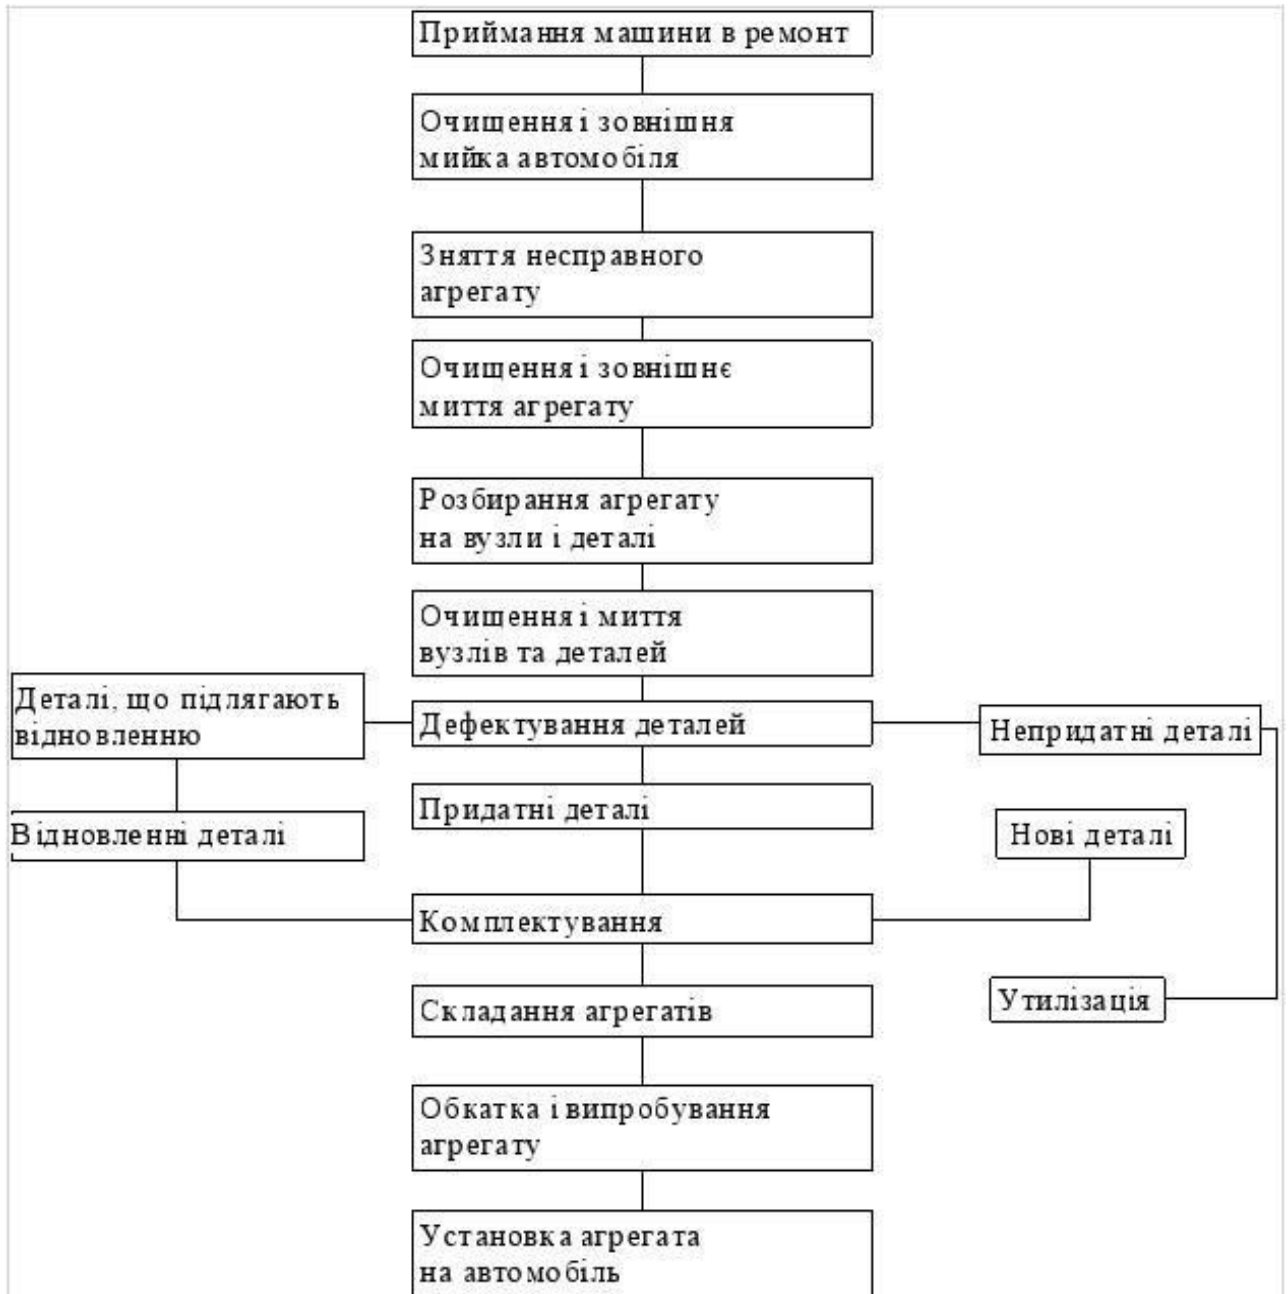 Приймання машини в ремонт
Очищення і зовнішня
мийка автомобіля
Зняття несправного
агрегату
Очищення і зовнішнє
миття агрегату
Розбирання агрегату
на вузли і деталі
Очищення і миття
вузлів та деталей
Деталі, що підлягають
відновленню
Дефектування деталей
Непридатні деталі
Придатні деталі
Відновленні деталі
Нові деталі
Комплектування
Утилізація
Складання агрегатів
Обкатка і випробування
агрегату
Установка агрегата
на автомобіль